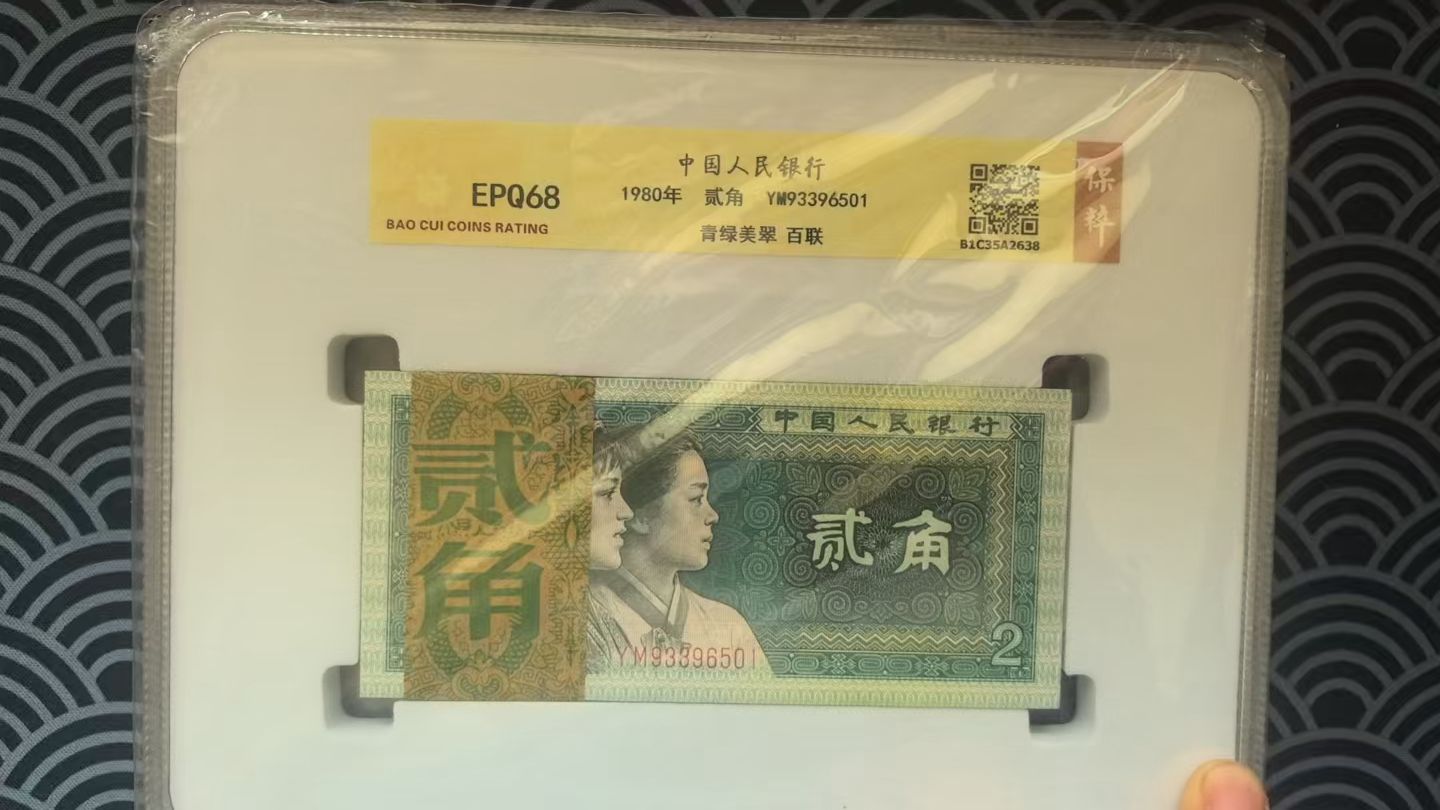 中国人民银行
EPQ68
1980年 贰角 YM93396501
BAO CUI COINS RATING
青绿美翠 百联
B1C35A2638
保粹
中国人民银行
贰角
贰角
YM93396501
2